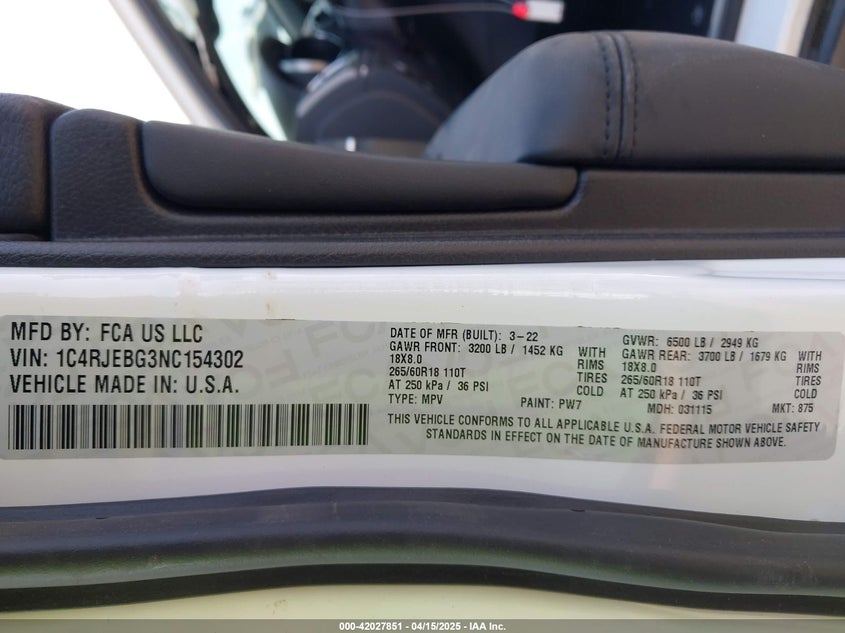 MFD BY: FCA US LLC
VIN: 1C4RJEBG3NC154302
VEHICLE MADE IN: U.S.A.
DATE OF MFR (BUILT): 3-22
GAWR FRONT: 3200 LB / 1452 KG WITH
18X8.0 RIMS
265/60R18 110T TIRES
AT 250 kPa / 36 PSI COLD
TYPE: MPV PAINT: PW7
GVWR: 6500 LB / 2949 KG
GAWR REAR: 3700 LB / 1679 KG WITH
18X8.0 RIMS
265/60R18 110T TIRES
AT 250 kPa / 36 PSI COLD
MDH: 031115 MKT: 875
THIS VEHICLE CONFORMS TO ALL APPLICABLE U.S.A. FEDERAL MOTOR VEHICLE SAFETY
STANDARDS IN EFFECT ON THE DATE OF MANUFACTURE SHOWN ABOVE.
000-42027851 - 04/15/2025 - IAA Inc.